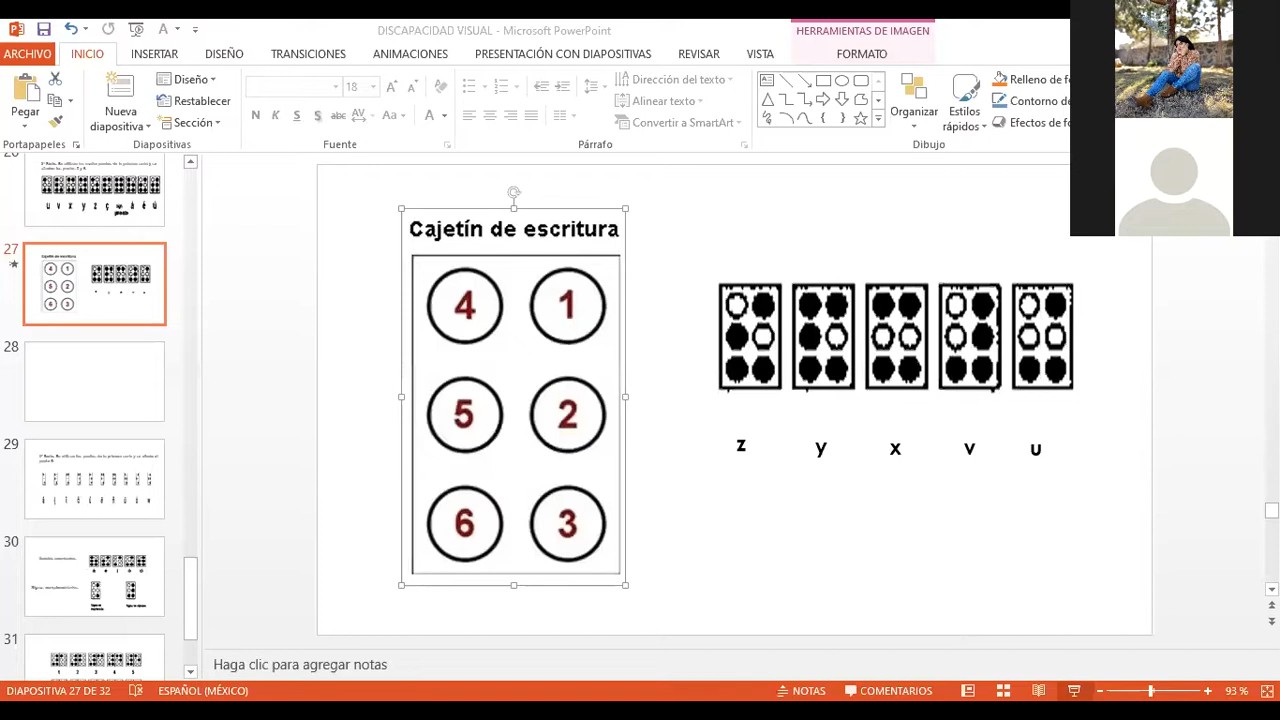 DISCAPACIDAD VISUAL - Microsoft PowerPoint
HERRAMIENTAS DE IMAGEN
ARCHIVO INICIO INSERTAR DISEÑO TRANSICIONES ANIMACIONES PRESENTACIÓN CON DIAPOSITIVAS REVISAR VISTA FORMATO
Pegar
Nueva diapositiva
Diseño
Restablecer
Sección
18
N K S S abc AV Aa A
Dirección del texto
Alinear texto
Convertir a SmartArt
Organizar
Estilos rápidos
Relleno de
Contorno de
Efectos de
Portapapeles Diapositivas Fuente Párrafo Dibujo
27
28
29
30
31
Cajetín de escritura
4 1
5 2
6 3
z y x v u
Haga clic para agregar notas
DIAPOSITIVA 27 DE 32 ESPAÑOL (MÉXICO) NOTAS COMENTARIOS 93 %